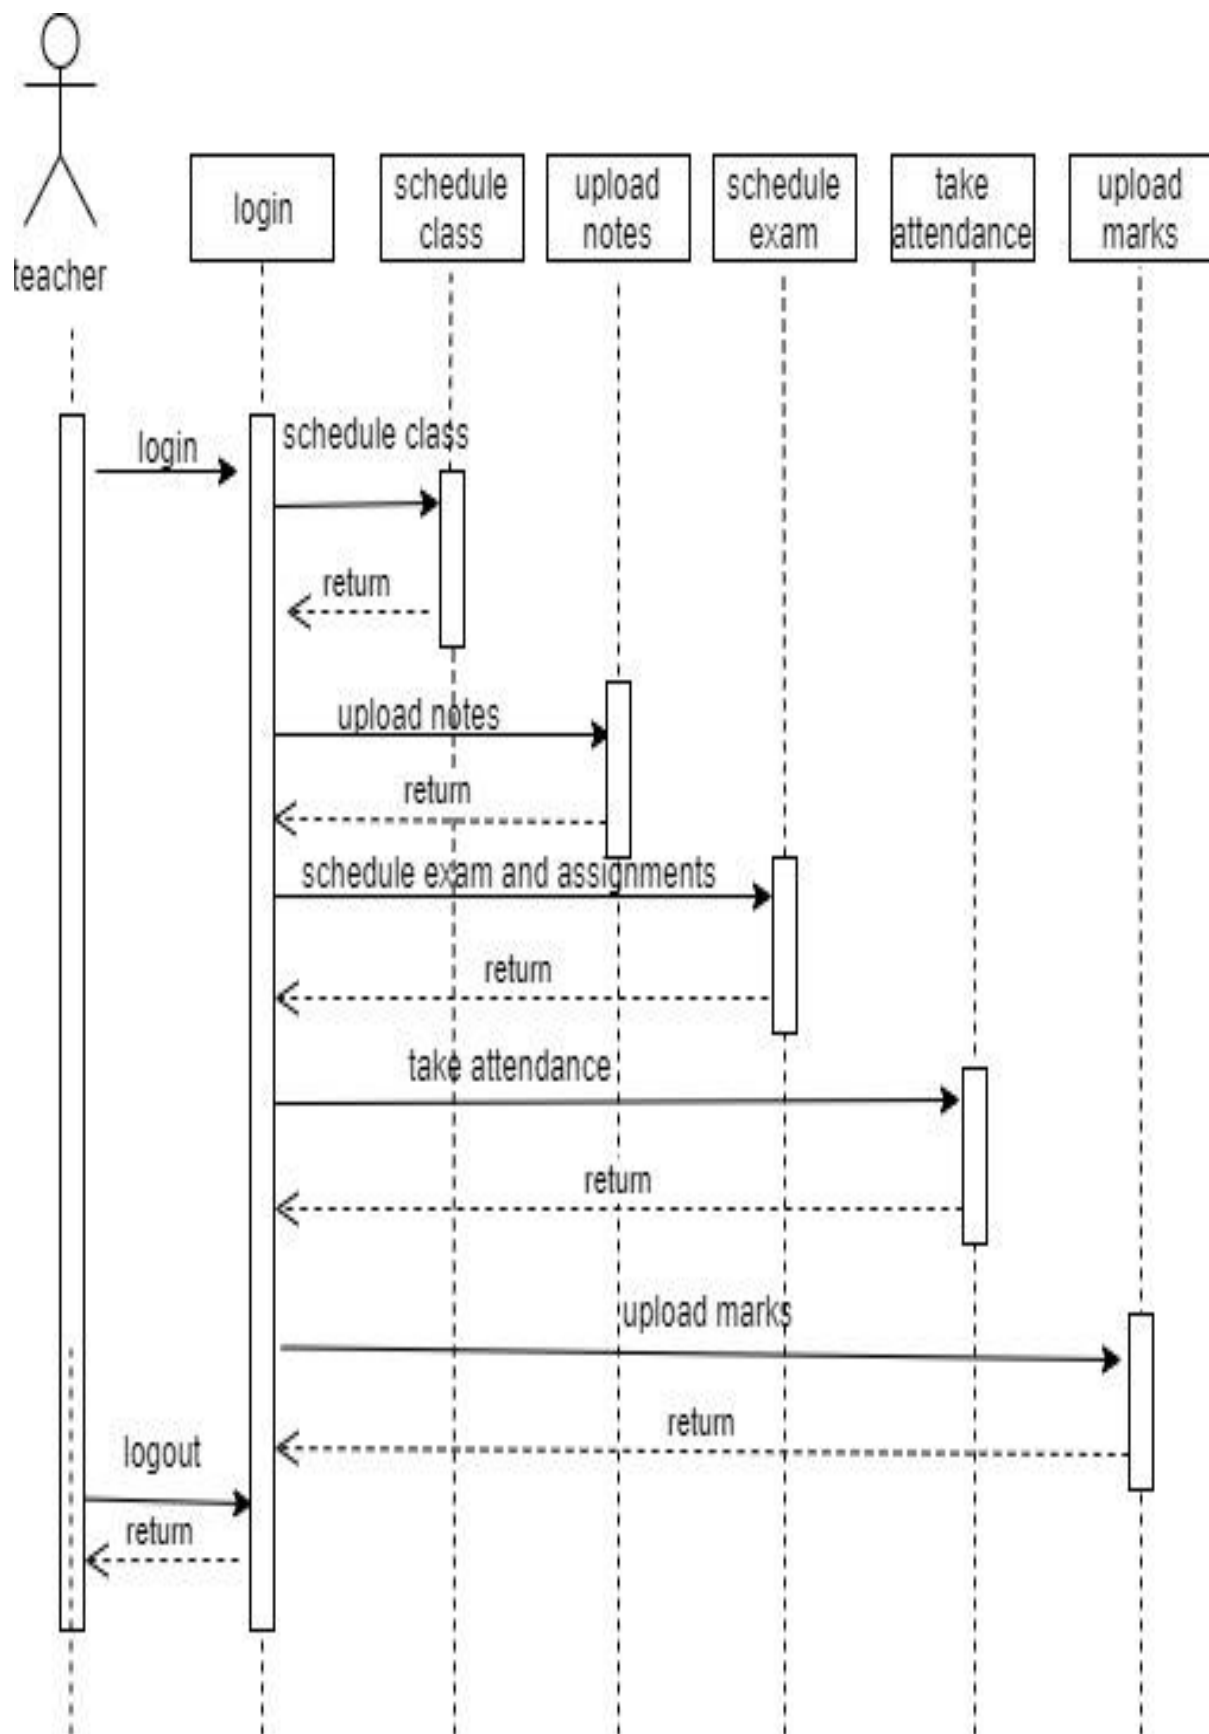 teacher
login
schedule
class
upload
notes
schedule
exam
take
attendance
upload
marks
login
schedule class
return
upload notes
return
schedule exam and assignments
return
take attendance
return
upload marks
return
logout
return